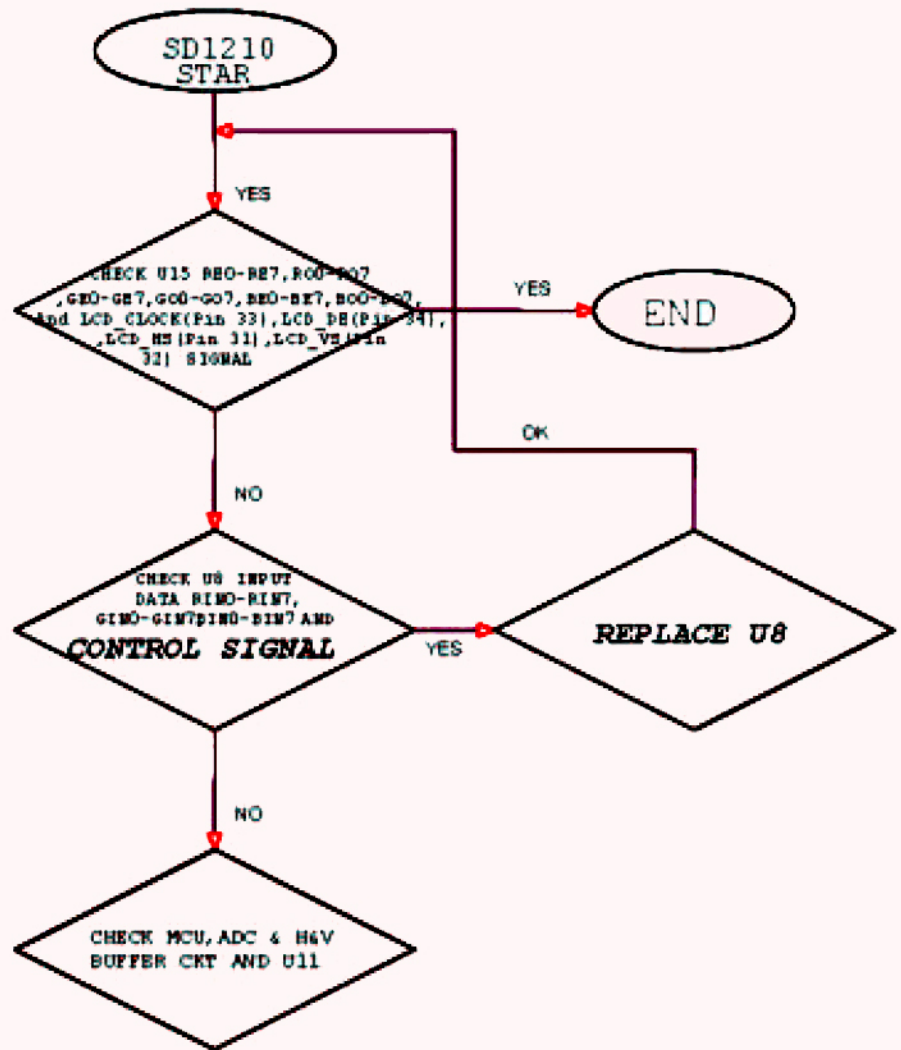 SD1210
STAR
YES
CHECK U15 RE0-RE7,RO0-RO7
,GE0-GE7,GO0-GO7,BE0-BE7,BO0-BO7,
And LCD_CLOCK(Pin 33),LCD_DE(Pin 34),
,LCD_HS(Pin 31),LCD_VS(Pin
32) SIGNAL
YES
END
OK
NO
CHECK U8 INPUT
DATA RIN0-RIN7,
GIN0-GIN7BIN0-BIN7 AND
CONTROL SIGNAL
YES
REPLACE U8
NO
CHECK MCU,ADC & H&V
BUFFER CKT AND U11